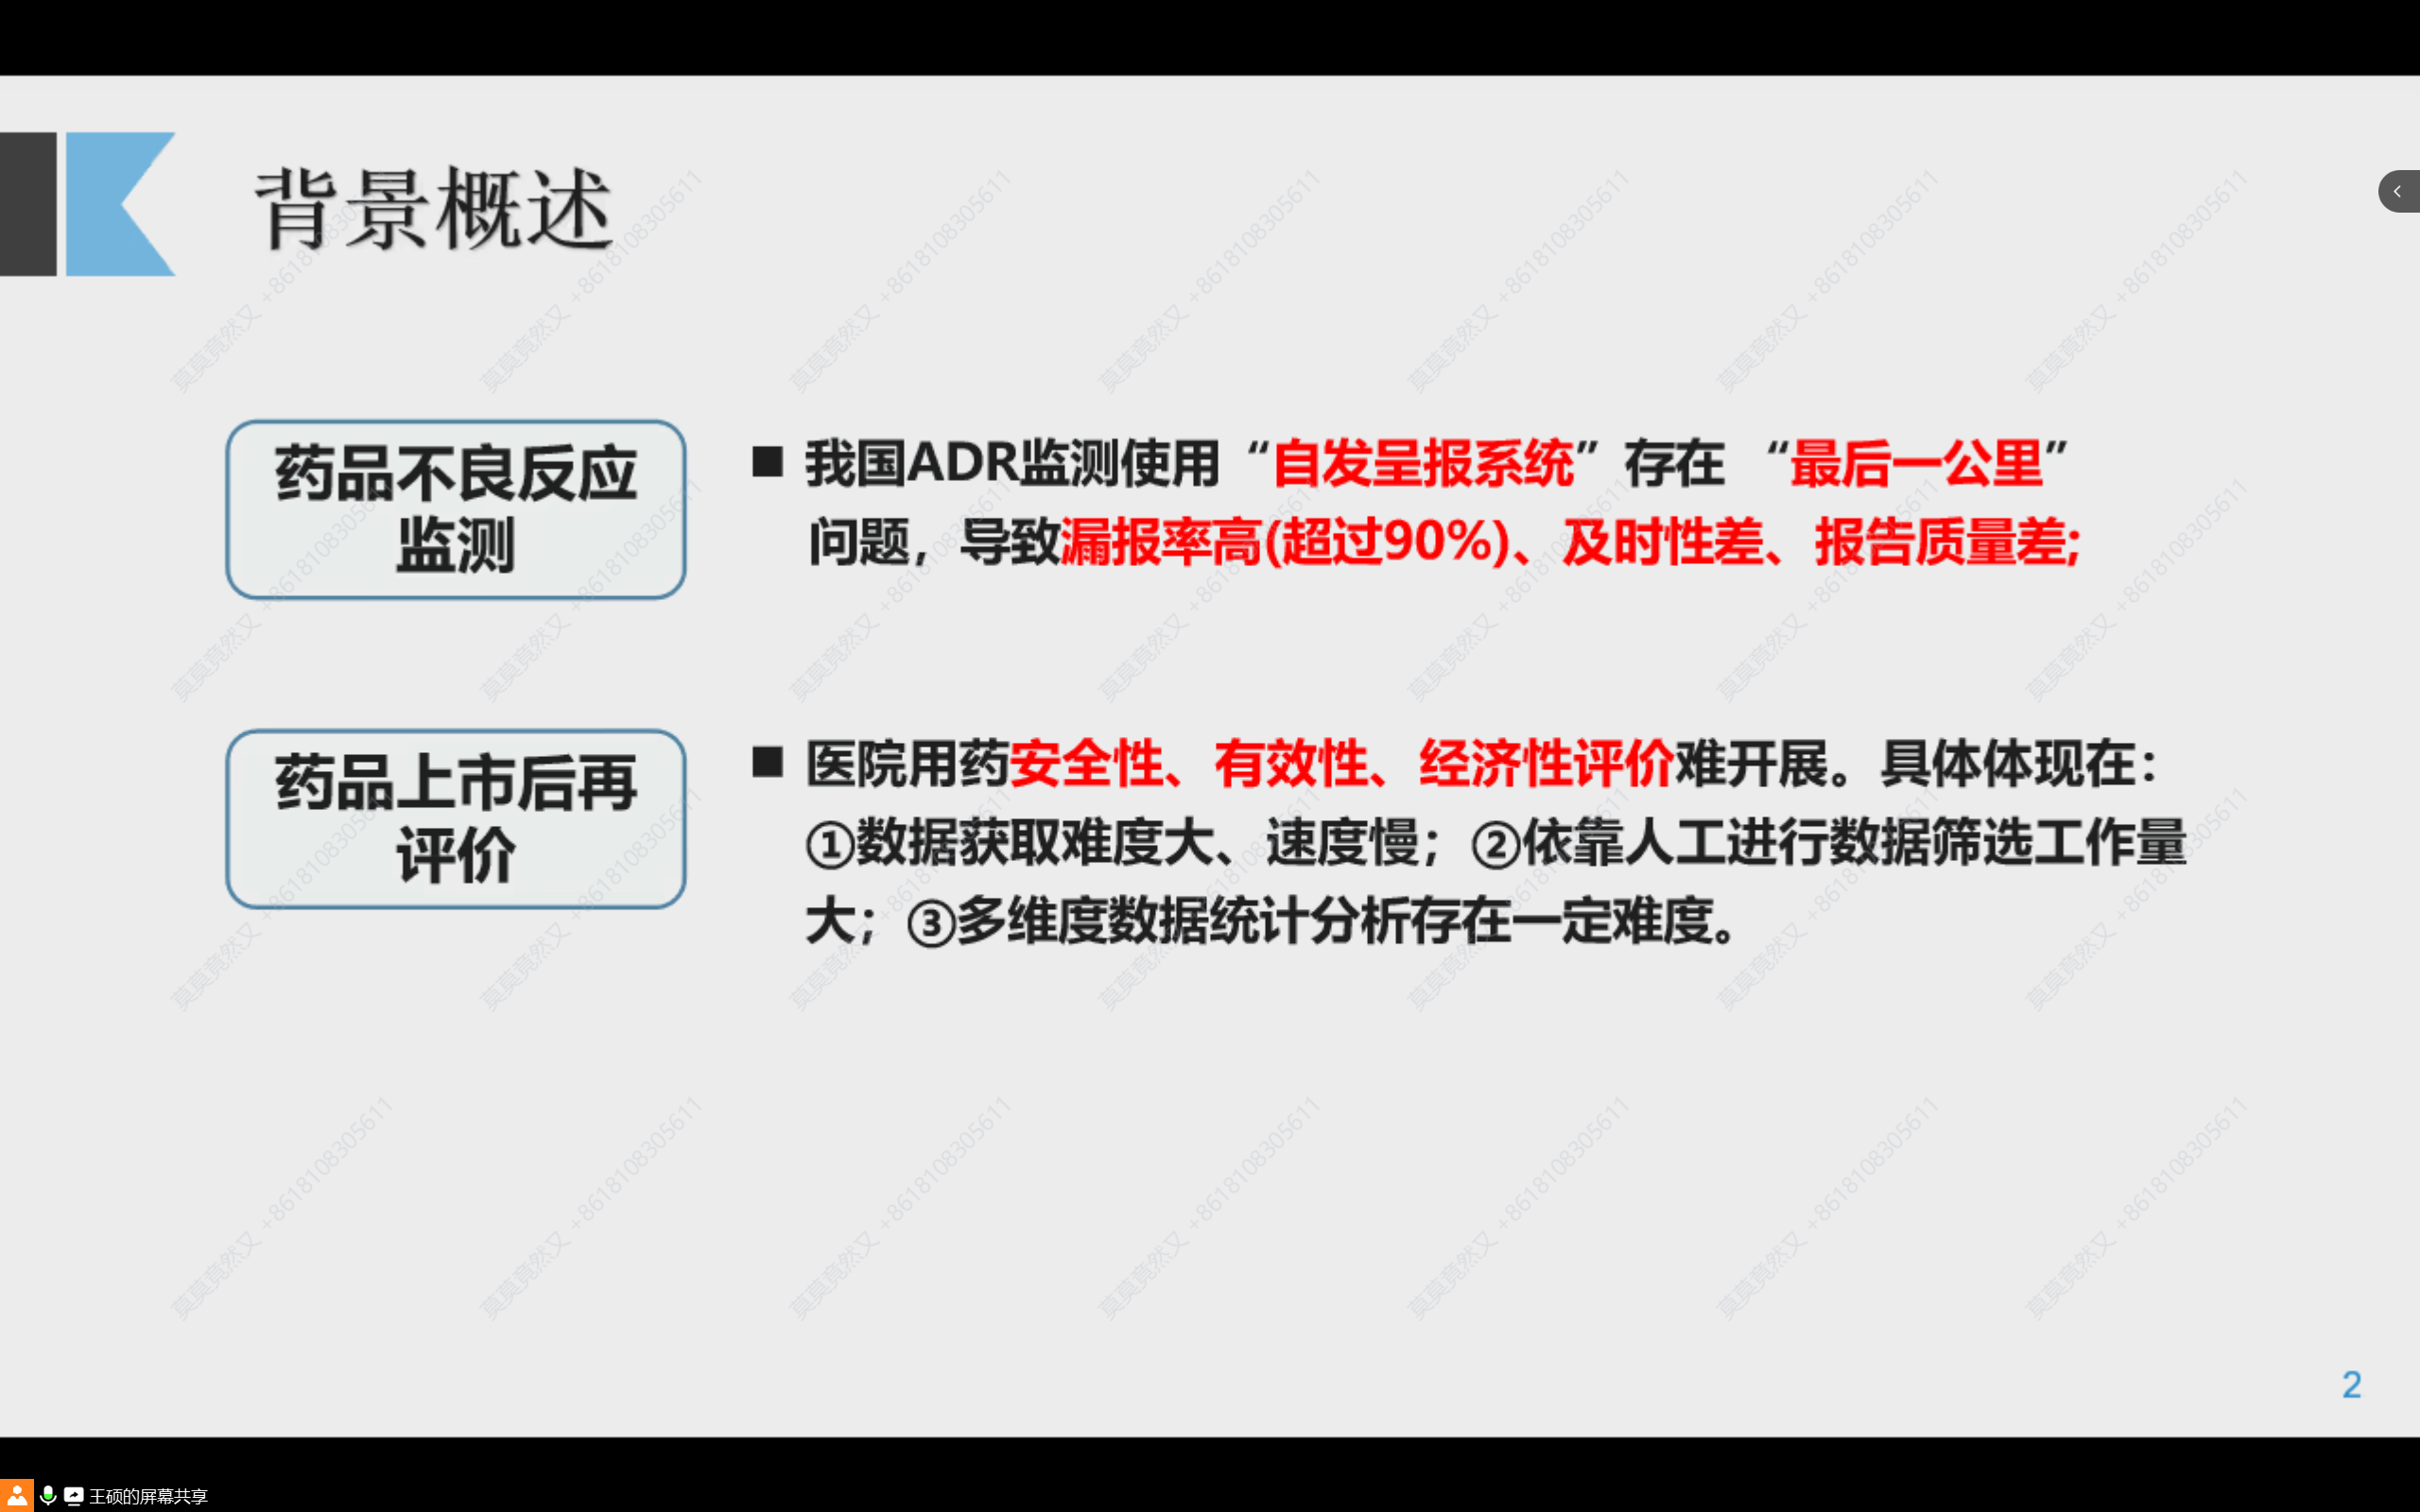 背景概述
药品不良反应
监测
■ 我国ADR监测使用“自发呈报系统”存在 “最后一公里”
问题，导致漏报率高(超过90%)、及时性差、报告质量差;
药品上市后再
评价
■ 医院用药安全性、有效性、经济性评价难开展。具体体现在：
①数据获取难度大、速度慢；②依靠人工进行数据筛选工作量
大；③多维度数据统计分析存在一定难度。
莫莫竟然又 +8618108305611
2
王硕的屏幕共享